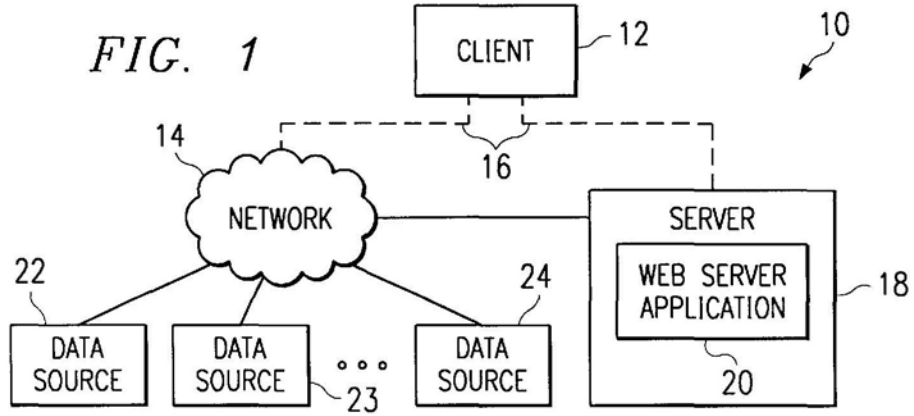 FIG. 1
CLIENT
12
10
14
16
NETWORK
SERVER
WEB SERVER
APPLICATION
18
20
22
24
DATA
SOURCE
DATA
SOURCE
23
DATA
SOURCE